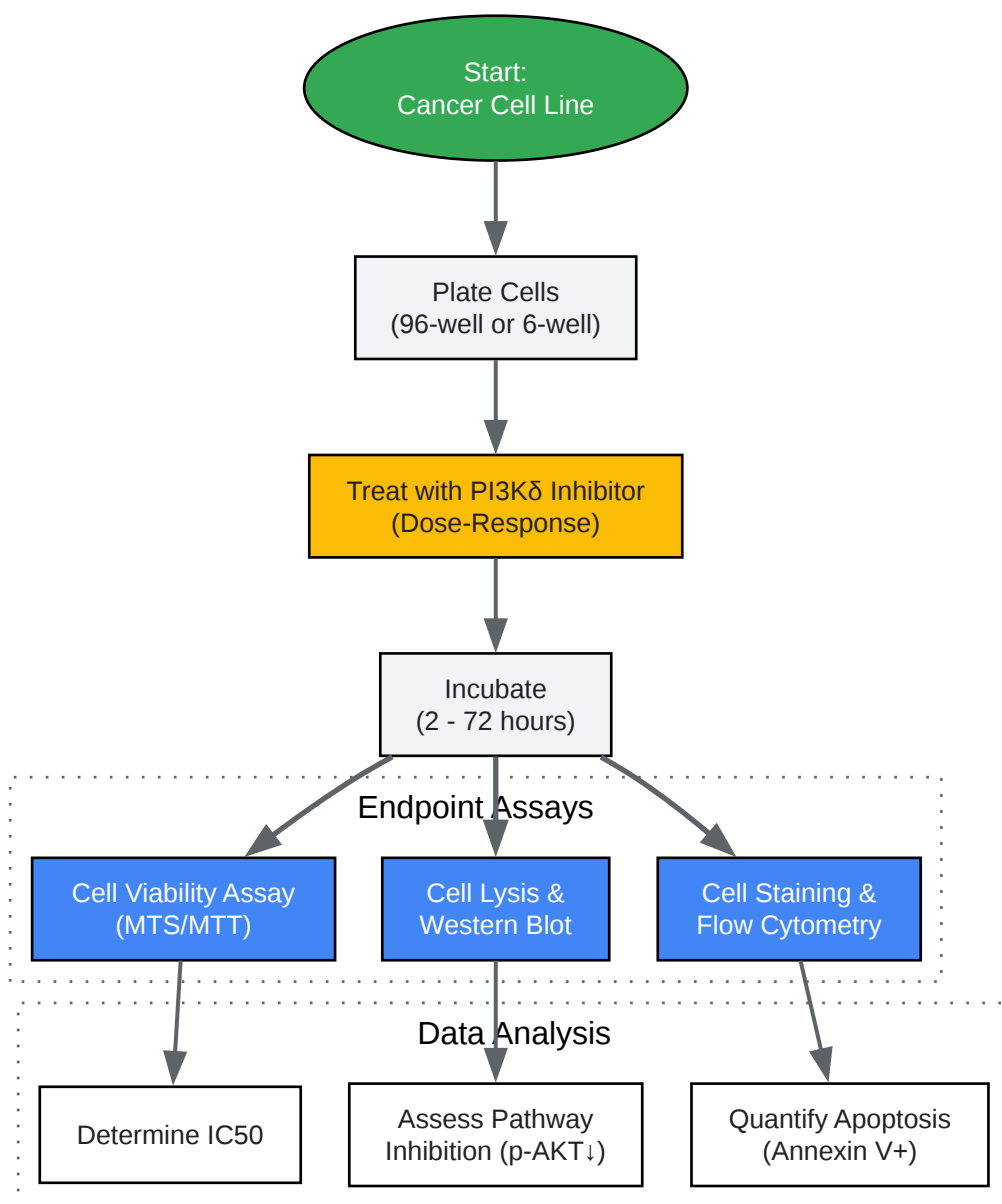 Start:
Cancer Cell Line
Plate Cells
(96-well or 6-well)
Treat with PI3Kδ Inhibitor
(Dose-Response)
Incubate
(2 - 72 hours)
Endpoint Assays
Cell Viability Assay
(MTS/MTT)
Cell Lysis &
Western Blot
Cell Staining &
Flow Cytometry
Data Analysis
Determine IC50
Assess Pathway
Inhibition (p-AKT↓)
Quantify Apoptosis
(Annexin V+)